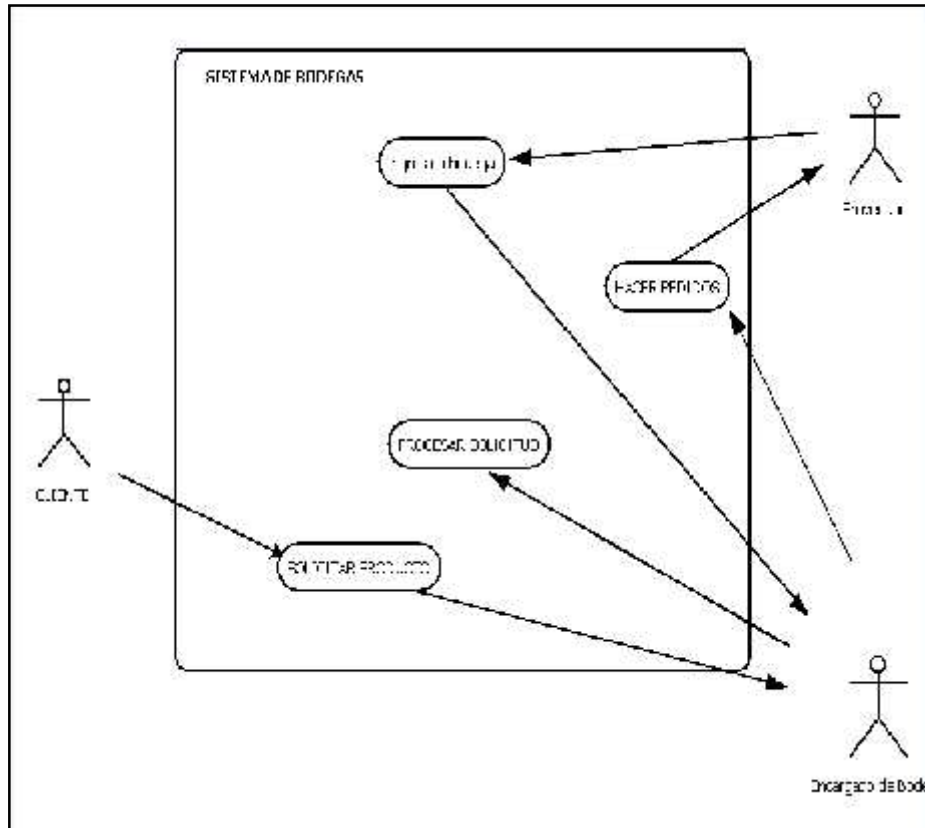 SISTEMA DE BODEGAS
HACER PEDIDOS
PROCESAR SOLICITUD
CLIENTE
SOLICITAR PRODUCTO
Encargado de Bode